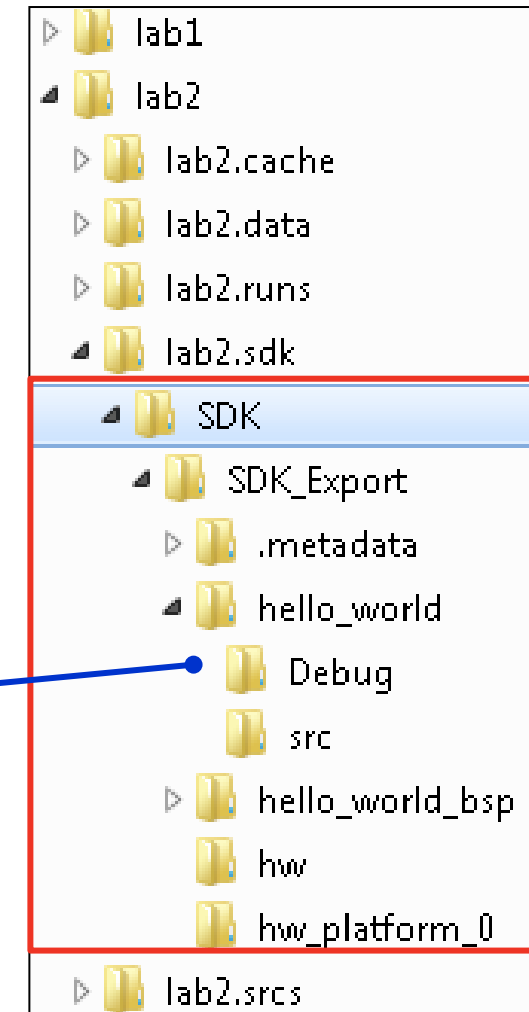 lab1
lab2
lab2.cache
lab2.data
lab2.runs
lab2.sdk
SDK
SDK_Export
.metadata
hello_world
Debug
src
hello_world_bsp
hw
hw_platform_0
lab2.srcs